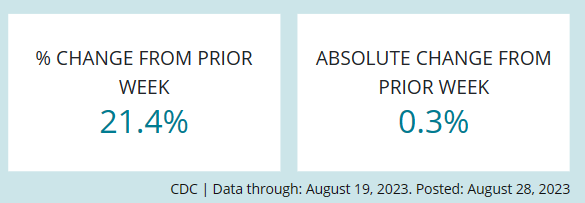 % CHANGE FROM PRIOR
WEEK
21.4%
ABSOLUTE CHANGE FROM
PRIOR WEEK
0.3%
CDC | Data through: August 19, 2023. Posted: August 28, 2023